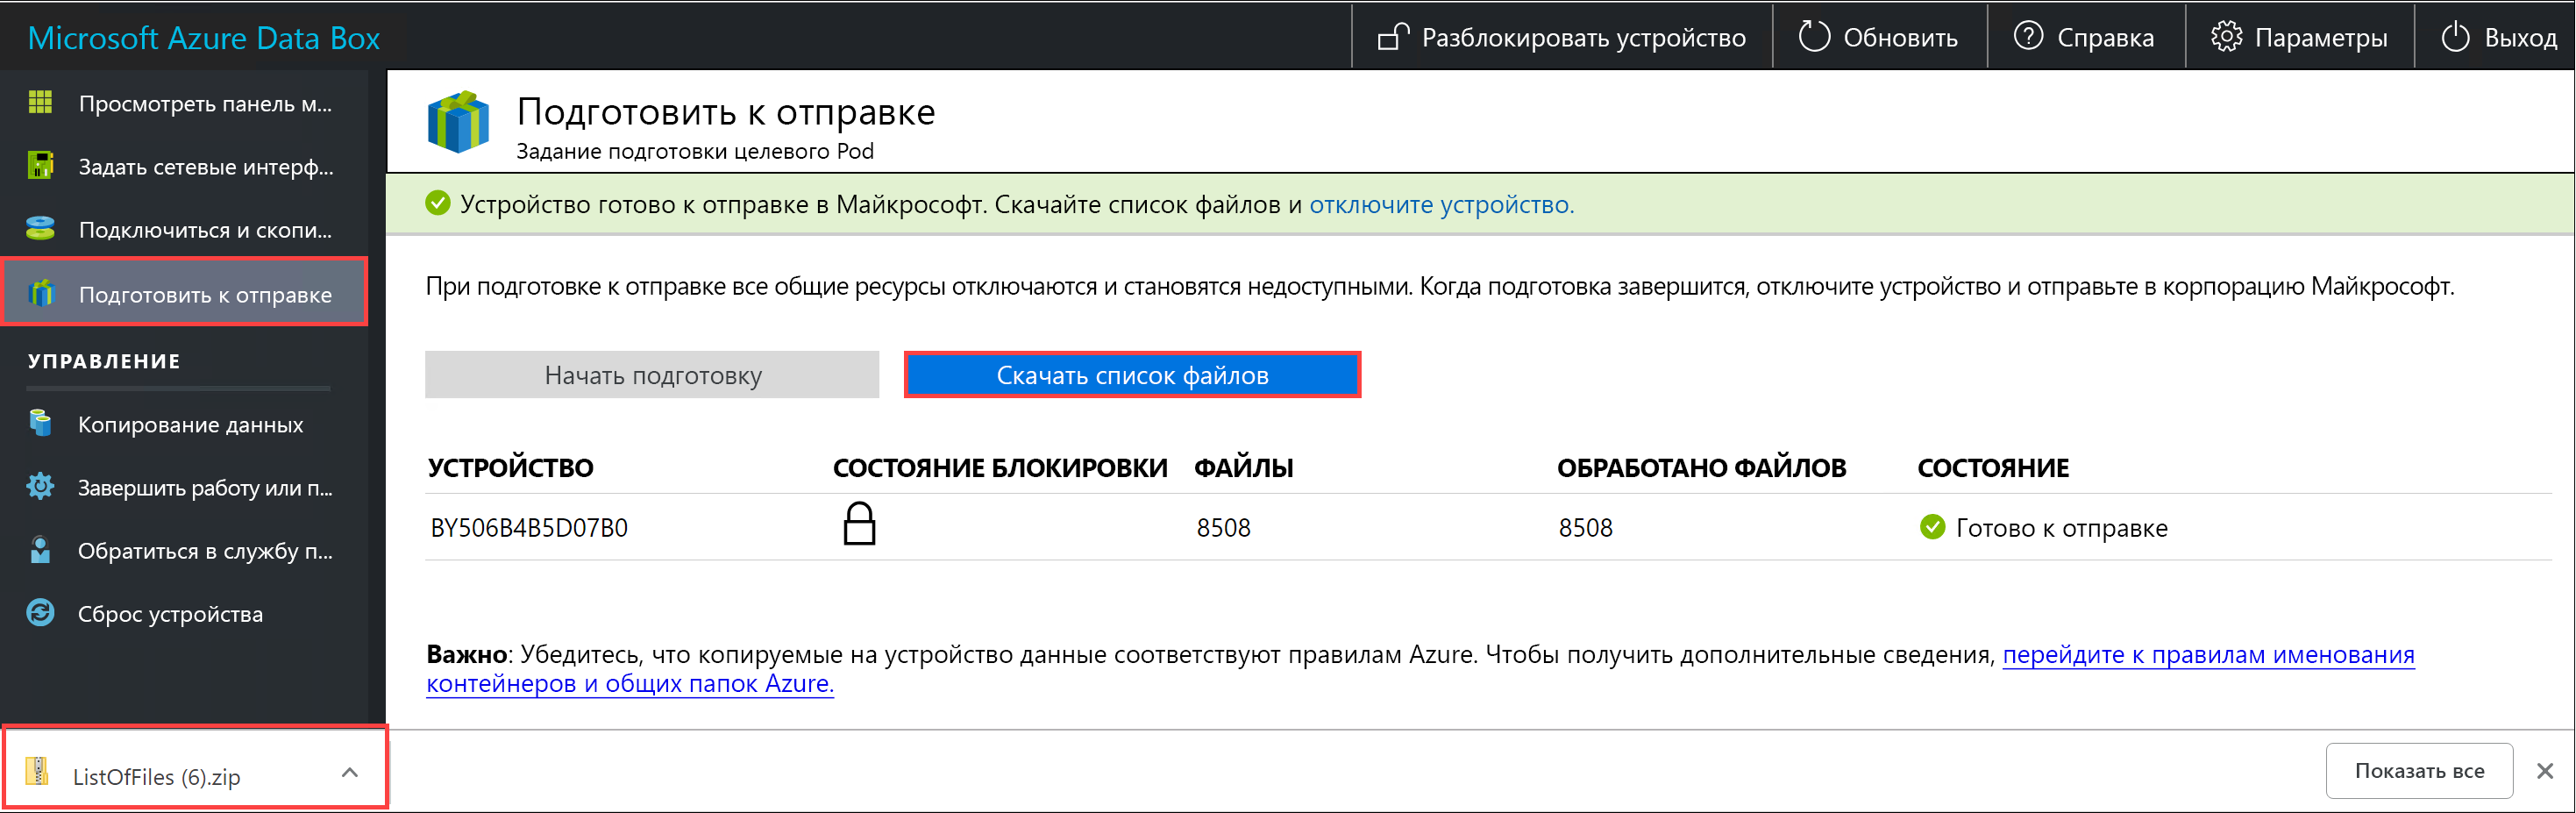 Microsoft Azure Data Box
Разблокировать устройство
Обновить
Справка
Параметры
Выход
Просмотреть панель м...
Задать сетевые интерф...
Подключиться и скопи...
Подготовить к отправке
УПРАВЛЕНИЕ
Копирование данных
Завершить работу или п...
Обратиться в службу п...
Сброс устройства
Подготовить к отправке
Задание подготовки целевого Pod
Устройство готово к отправке в Майкрософт. Скачайте список файлов и отключите устройство.
При подготовке к отправке все общие ресурсы отключаются и становятся недоступными. Когда подготовка завершится, отключите устройство и отправьте в корпорацию Майкрософт.
Начать подготовку
Скачать список файлов
УСТРОЙСТВО СОСТОЯНИЕ БЛОКИРОВКИ ФАЙЛЫ ОБРАБОТАНО ФАЙЛОВ СОСТОЯНИЕ
BY506B4B5D07B0 8508 8508 Готово к отправке
Важно: Убедитесь, что копируемые на устройство данные соответствуют правилам Azure. Чтобы получить дополнительные сведения, перейдите к правилам именования
контейнеров и общих папок Azure.
ListOfFiles (6).zip
Показать все